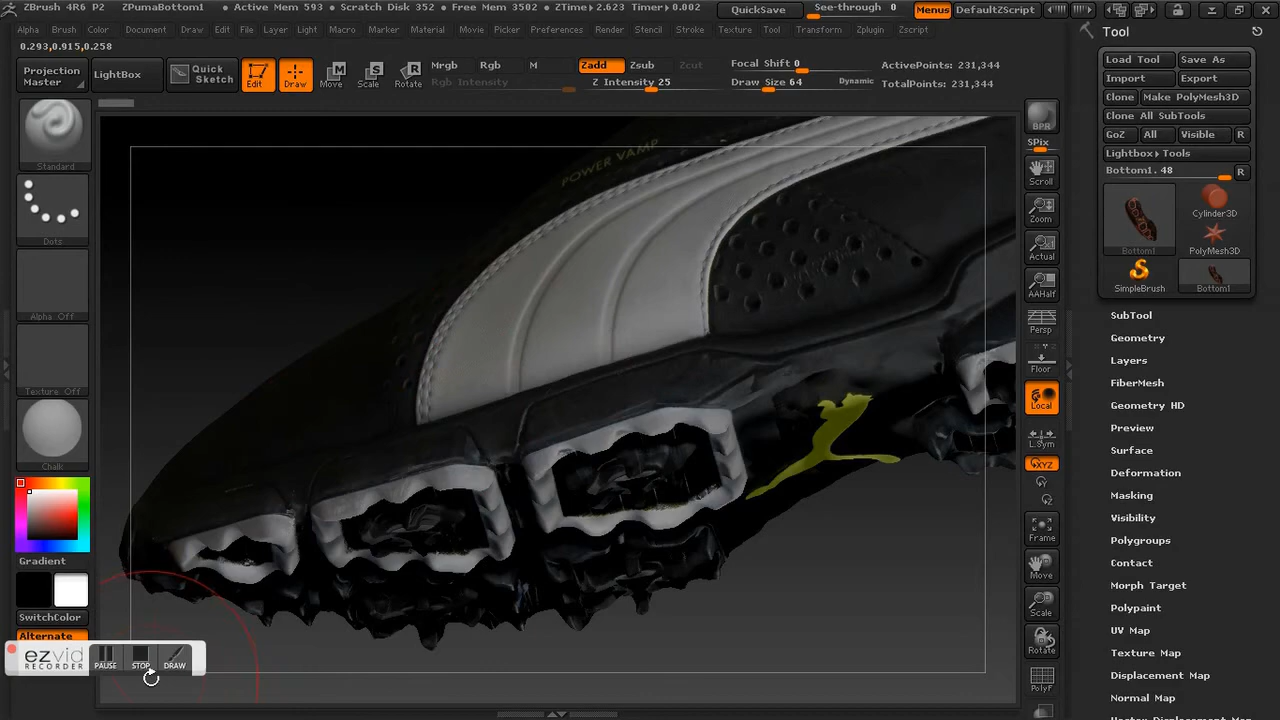 ZBrush 4R6 P2 ZPumaBottom1 • Active Mem 593 • Scratch Disk 352 • Free Mem 3502 • ZTime▸2.623 Timer▸0.002 QuickSave See-through 0 Menus DefaultZScript
Alpha Brush Color Document Draw Edit File Layer Light Macro Marker Material Movie Picker Preferences Render Stencil Stroke Texture Tool Transform Zplugin Zscript
0.293,0.915,0.258
Projection Master
LightBox
Quick Sketch
Edit
Draw
Move
Scale
Rotate
Mrgb Rgb M
Rgb Intensity
Zadd Zsub Zcut
Z Intensity 25
Focal Shift 0
Draw Size 64 Dynamic
ActivePoints: 231,344
TotalPoints: 231,344
Standard
Dots
Alpha Off
Texture Off
Chalk
Gradient
SwitchColor
Alternate
ezvid
RECORDER
PAUSE STOP DRAW
POWER VAMP
BPR
SPix
Scroll
Zoom
Actual
AAHalf
Persp
Floor
Local
L.Sym
XYZ
Frame
Move
Scale
Rotate
PolyF
Tool
Load Tool Save As
Import Export
Clone Make PolyMesh3D
Clone All SubTools
GoZ All Visible R
Lightbox▸Tools
Bottom1. 48 R
Bottom1
Cylinder3D
PolyMesh3D
SimpleBrush
Bottom1
SubTool
Geometry
Layers
FiberMesh
Geometry HD
Preview
Surface
Deformation
Masking
Visibility
Polygroups
Contact
Morph Target
Polypaint
UV Map
Texture Map
Displacement Map
Normal Map